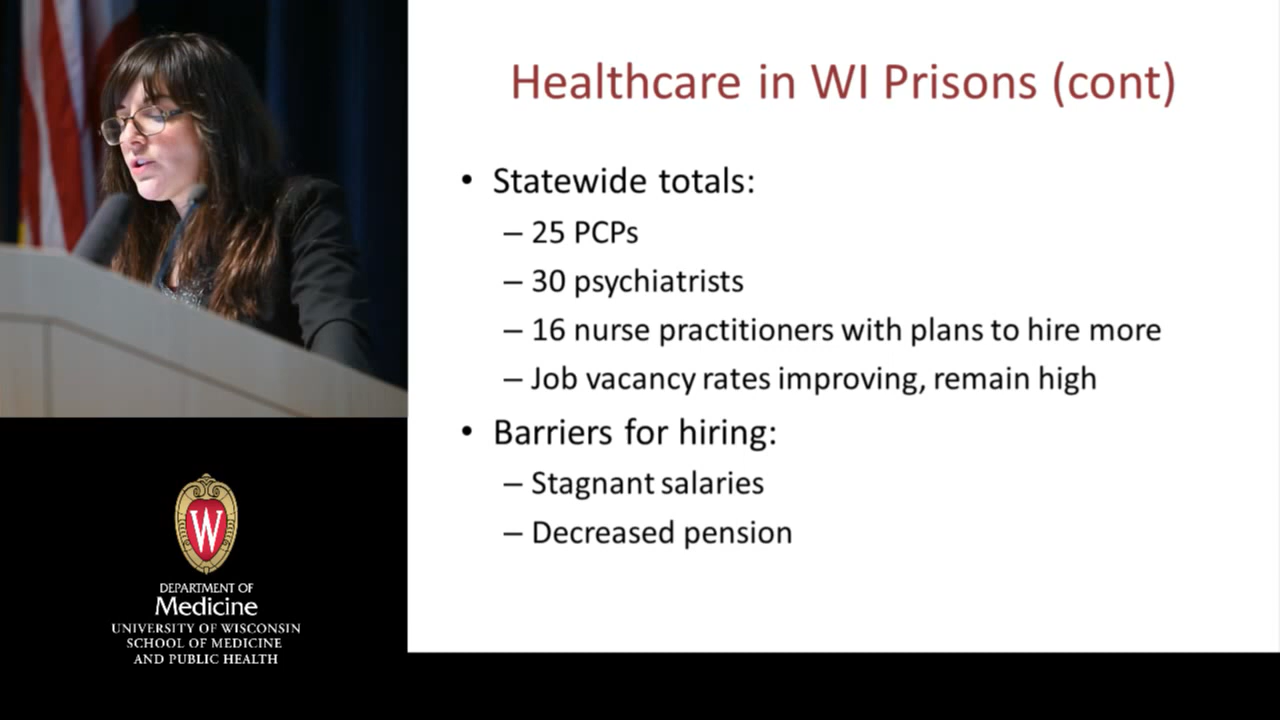 Healthcare in WI Prisons (cont)
• Statewide totals:
– 25 PCPs
– 30 psychiatrists
– 16 nurse practitioners with plans to hire more
– Job vacancy rates improving, remain high
• Barriers for hiring:
– Stagnant salaries
– Decreased pension
W
DEPARTMENT OF
Medicine
UNIVERSITY OF WISCONSIN
SCHOOL OF MEDICINE
AND PUBLIC HEALTH